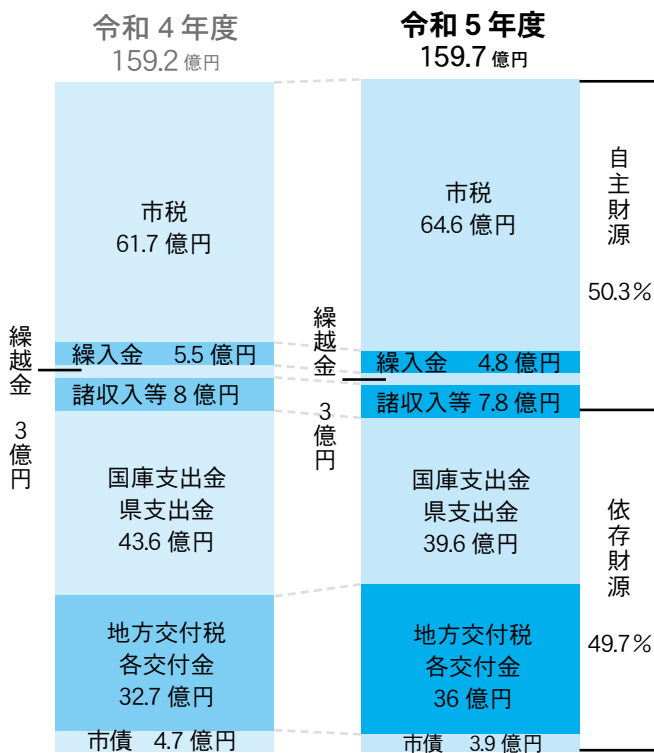 令和4年度
159.2億円
市税
61.7億円
繰入金 5.5億円
繰越金 3億円
諸収入等8億円
国庫支出金
県支出金
43.6億円
地方交付税
各交付金
32.7億円
市債 4.7億円
令和5年度
159.7億円
市税
64.6億円
繰入金 4.8億円
繰越金 3億円
諸収入等7.8億円
国庫支出金
県支出金
39.6億円
地方交付税
各交付金
36億円
市債 3.9億円
自主財源
50.3%
依存財源
49.7%